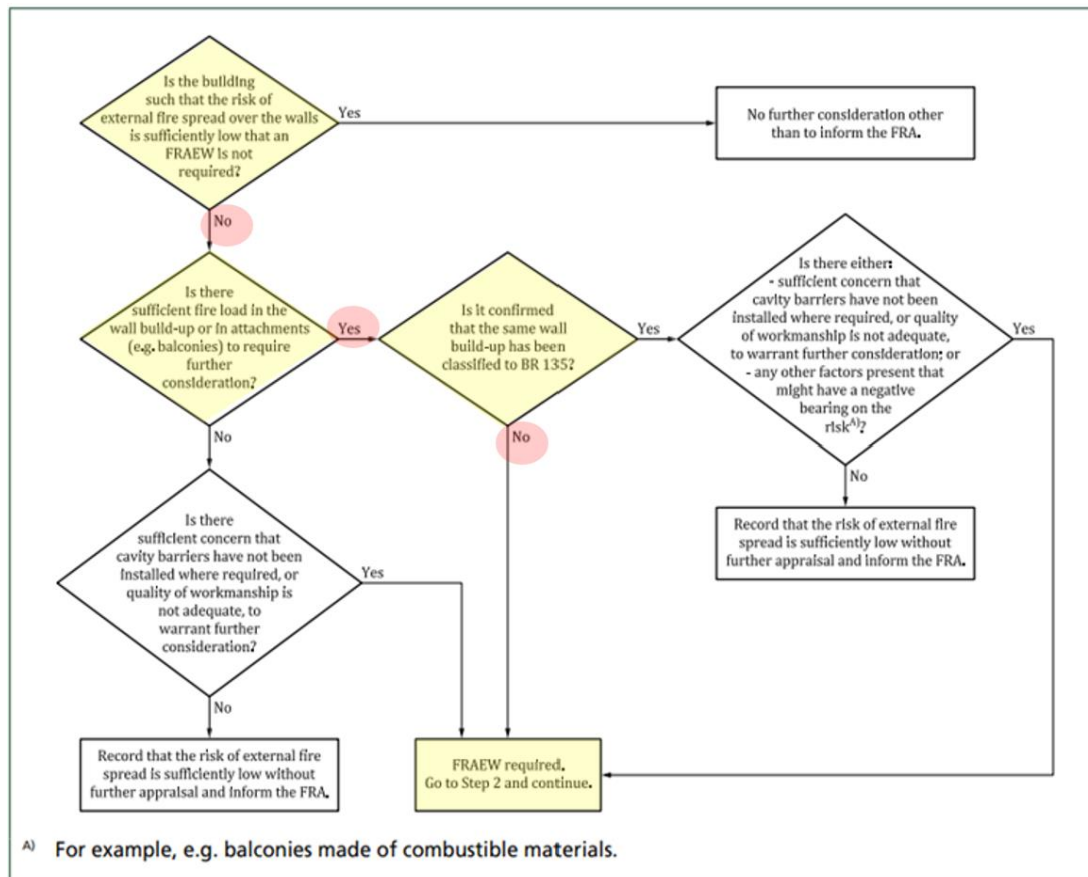 Is the building
such that the risk of
external fire spread over the walls
is sufficiently low that an
FRAEW is not
required?
Yes
No further consideration other
than to inform the FRA.
No
Is there
sufficient fire load in the
wall build-up or in attachments
(e.g. balconies) to require
further
consideration?
Yes
Is it confirmed
that the same wall
build-up has been
classified to BR 135?
Yes
Is there either:
- sufficient concern that
cavity barriers have not been
installed where required, or quality
of workmanship is not adequate,
to warrant further consideration; or
- any other factors present that
might have a negative
bearing on the
riskA)?
Yes
No
No
No
Record that the risk of external fire
spread is sufficiently low without
further appraisal and inform the FRA.
Is there
sufficient concern that
cavity barriers have not been
installed where required, or
quality of workmanship is
not adequate, to
warrant further
consideration?
Yes
No
Record that the risk of external fire
spread is sufficiently low without
further appraisal and inform the FRA.
FRAEW required.
Go to Step 2 and continue.
A) For example, e.g. balconies made of combustible materials.